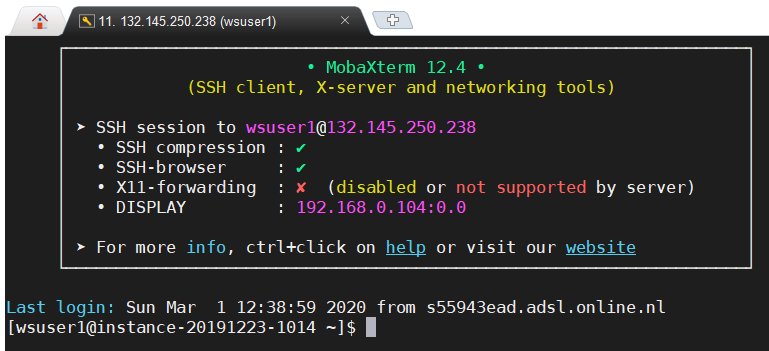 11. 132.145.250.238 (wsuser1)
• MobaXterm 12.4 •
(SSH client, X-server and networking tools)
➤ SSH session to wsuser1@132.145.250.238
• SSH compression : ✔
• SSH-browser     : ✔
• X11-forwarding  : ✘  (disabled or not supported by server)
• DISPLAY         : 192.168.0.104:0.0
➤ For more info, ctrl+click on help or visit our website
Last login: Sun Mar  1 12:38:59 2020 from s55943ead.adsl.online.nl
[wsuser1@instance-20191223-1014 ~]$